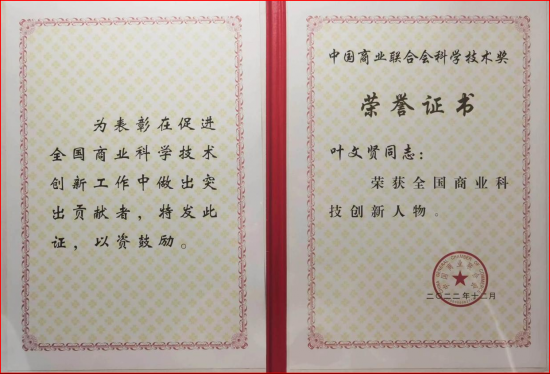 为表彰在促进
全国商业科学技术
创新工作中做出突
出贡献者，特发此
证，以资鼓励。
中国商业联合会科学技术奖
荣誉证书
叶文贤同志：
荣获全国商业科
技创新人物。
二〇二二年十二月